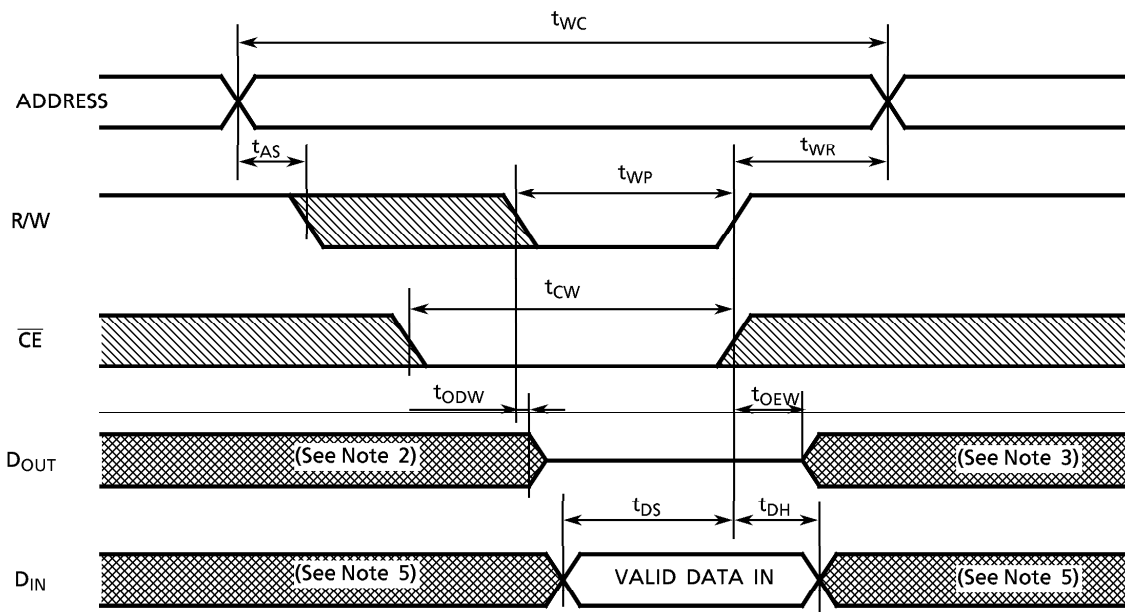 tWC
ADDRESS
tAS
tWR
tWP
R/W
tCW
CE
tODW
tOEW
DOUT
(See Note 2)
(See Note 3)
tDS
tDH
DIN
(See Note 5)
VALID DATA IN
(See Note 5)